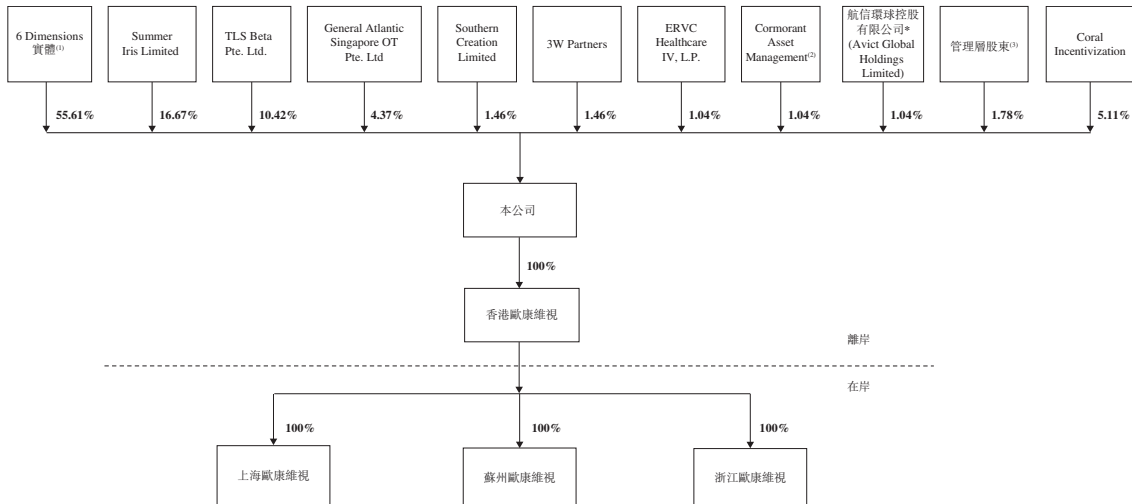 6 Dimensions
實體(1)
Summer
Iris Limited
TLS Beta
Pte. Ltd.
General Atlantic
Singapore OT
Pte. Ltd
Southern
Creation
Limited
3W Partners
ERVC
Healthcare
IV, L.P.
Cormorant
Asset
Management(2)
航信環球控股
有限公司*
(Avict Global
Holdings
Limited)
管理層股東(3)
Coral
Incentivization
55.61%
16.67%
10.42%
4.37%
1.46%
1.46%
1.04%
1.04%
1.04%
1.78%
5.11%
本公司
100%
香港歐康維視
離岸
在岸
100%
100%
100%
上海歐康維視
蘇州歐康維視
浙江歐康維視